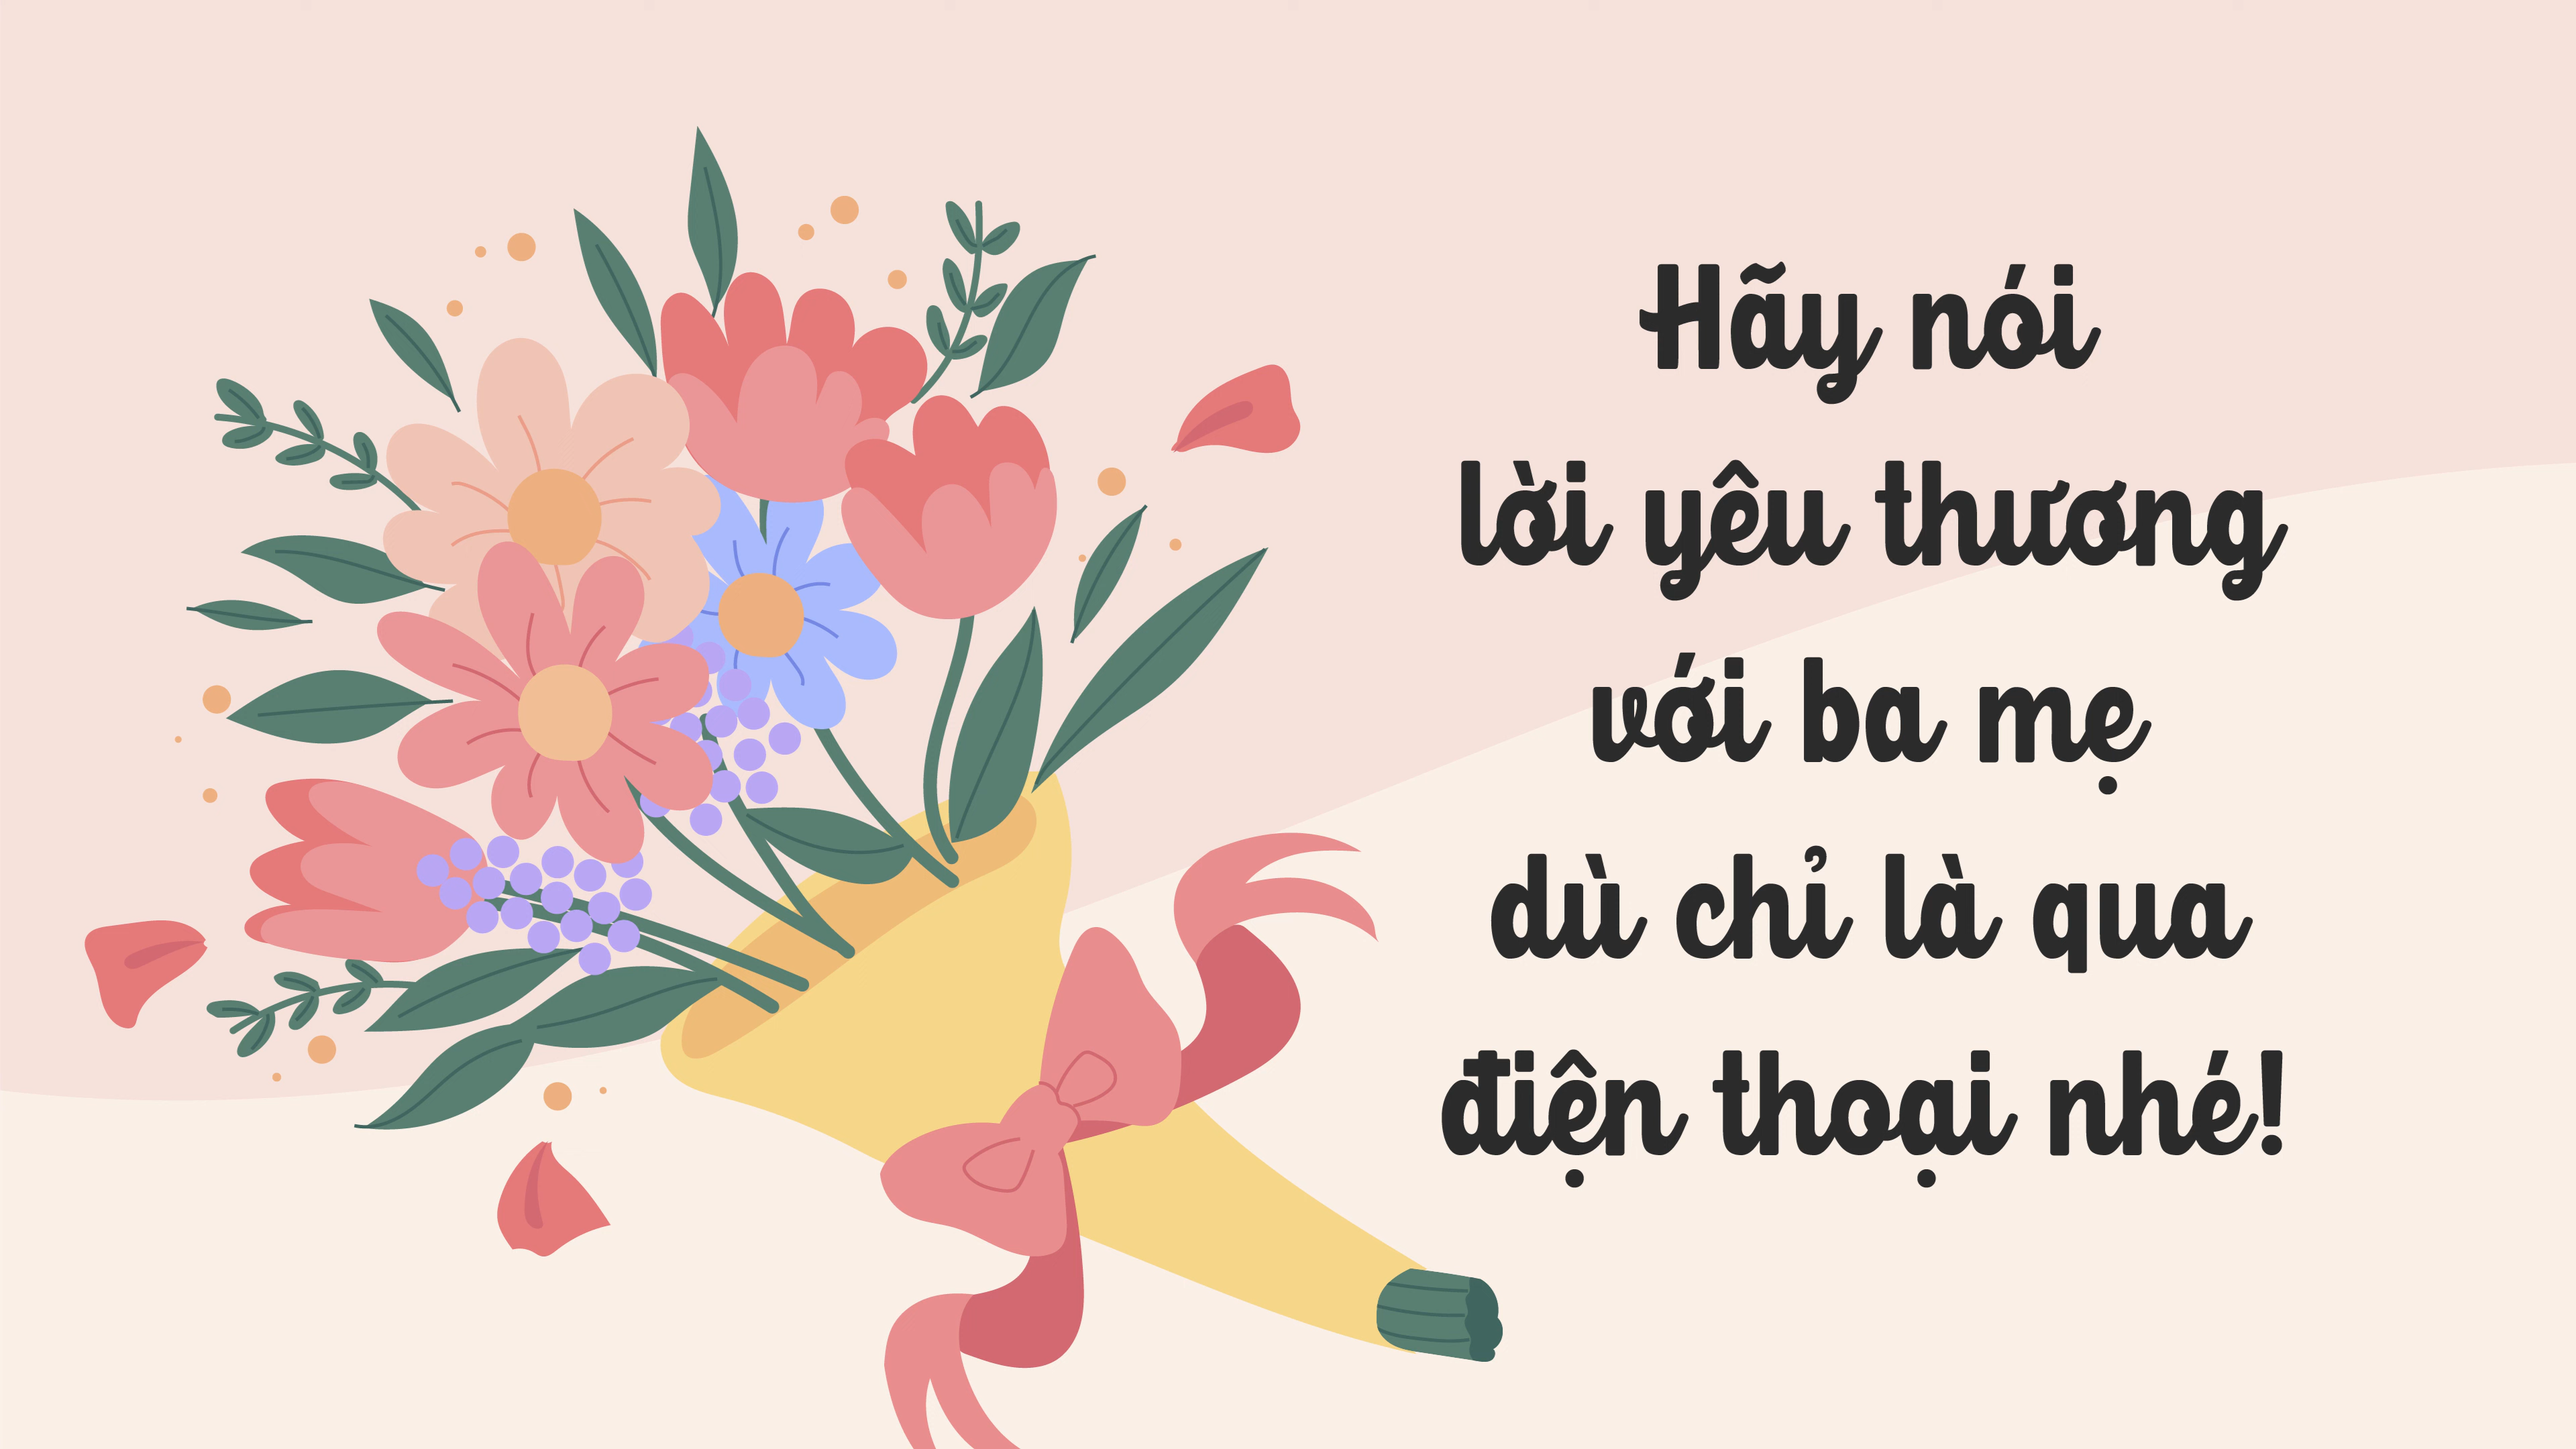 Hãy nói
lời yêu thương
với ba mẹ
dù chỉ là qua
điện thoại nhé!